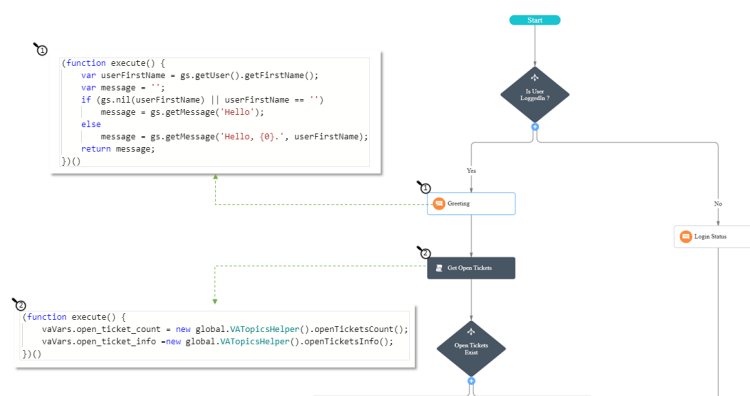 Start
1
(function execute() {
var userFirstName = gs.getUser().getFirstName();
var message = '';
if (gs.nil(userFirstName) || userFirstName == '')
message = gs.getMessage('Hello');
else
message = gs.getMessage('Hello, {0}.', userFirstName);
return message;
})()
Is User
LoggedIn ?
Yes
No
1
Greeting
Login Status
2
Get Open Tickets
2
(function execute() {
vaVars.open_ticket_count = new global.VATopicsHelper().openTicketsCount();
vaVars.open_ticket_info =new global.VATopicsHelper().openTicketsInfo();
})()
Open Tickets
Exist